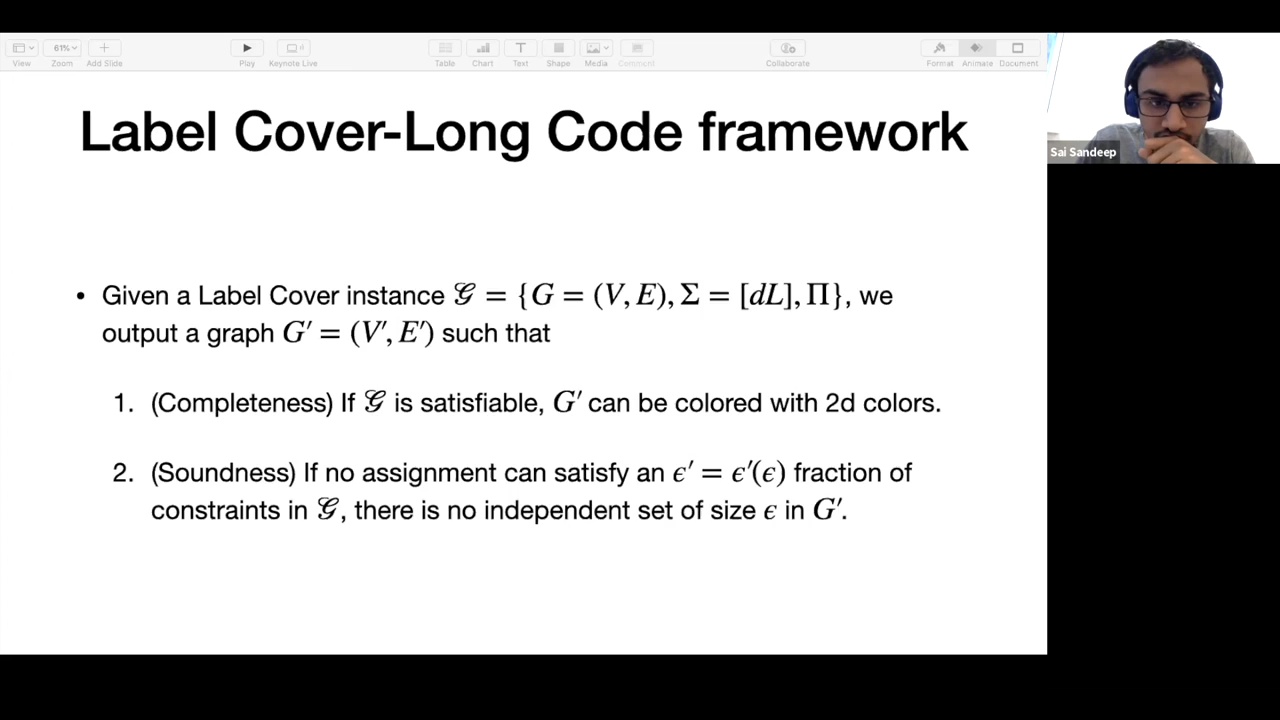 61%
View
Zoom
Add Slide
Play
Keynote Live
Table
Chart
Text
Shape
Media
Comment
Collaborate
Format
Animate
Document
Label Cover-Long Code framework
Sai Sandeep
• Given a Label Cover instance 𝒢 = {G = (V, E), Σ = [dL], Π}, we
output a graph G′ = (V′, E′) such that
1. (Completeness) If 𝒢 is satisfiable, G′ can be colored with 2d colors.
2. (Soundness) If no assignment can satisfy an ϵ′ = ϵ′(ϵ) fraction of
constraints in 𝒢, there is no independent set of size ϵ in G′.